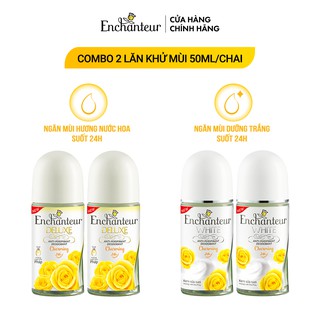 Enchanteur
CỬA HÀNG
CHÍNH HÃNG
COMBO 2 LĂN KHỬ MÙI 50ML/CHAI
NGĂN MÙI HƯƠNG NƯỚC HOA
SUỐT 24H
NGĂN MÙI DƯỠNG TRẮNG
SUỐT 24H
Enchanteur
DELUXE
Charming
Enchanteur
DELUXE
Charming
Enchanteur
WHITE
Charming
Enchanteur
WHITE
Charming